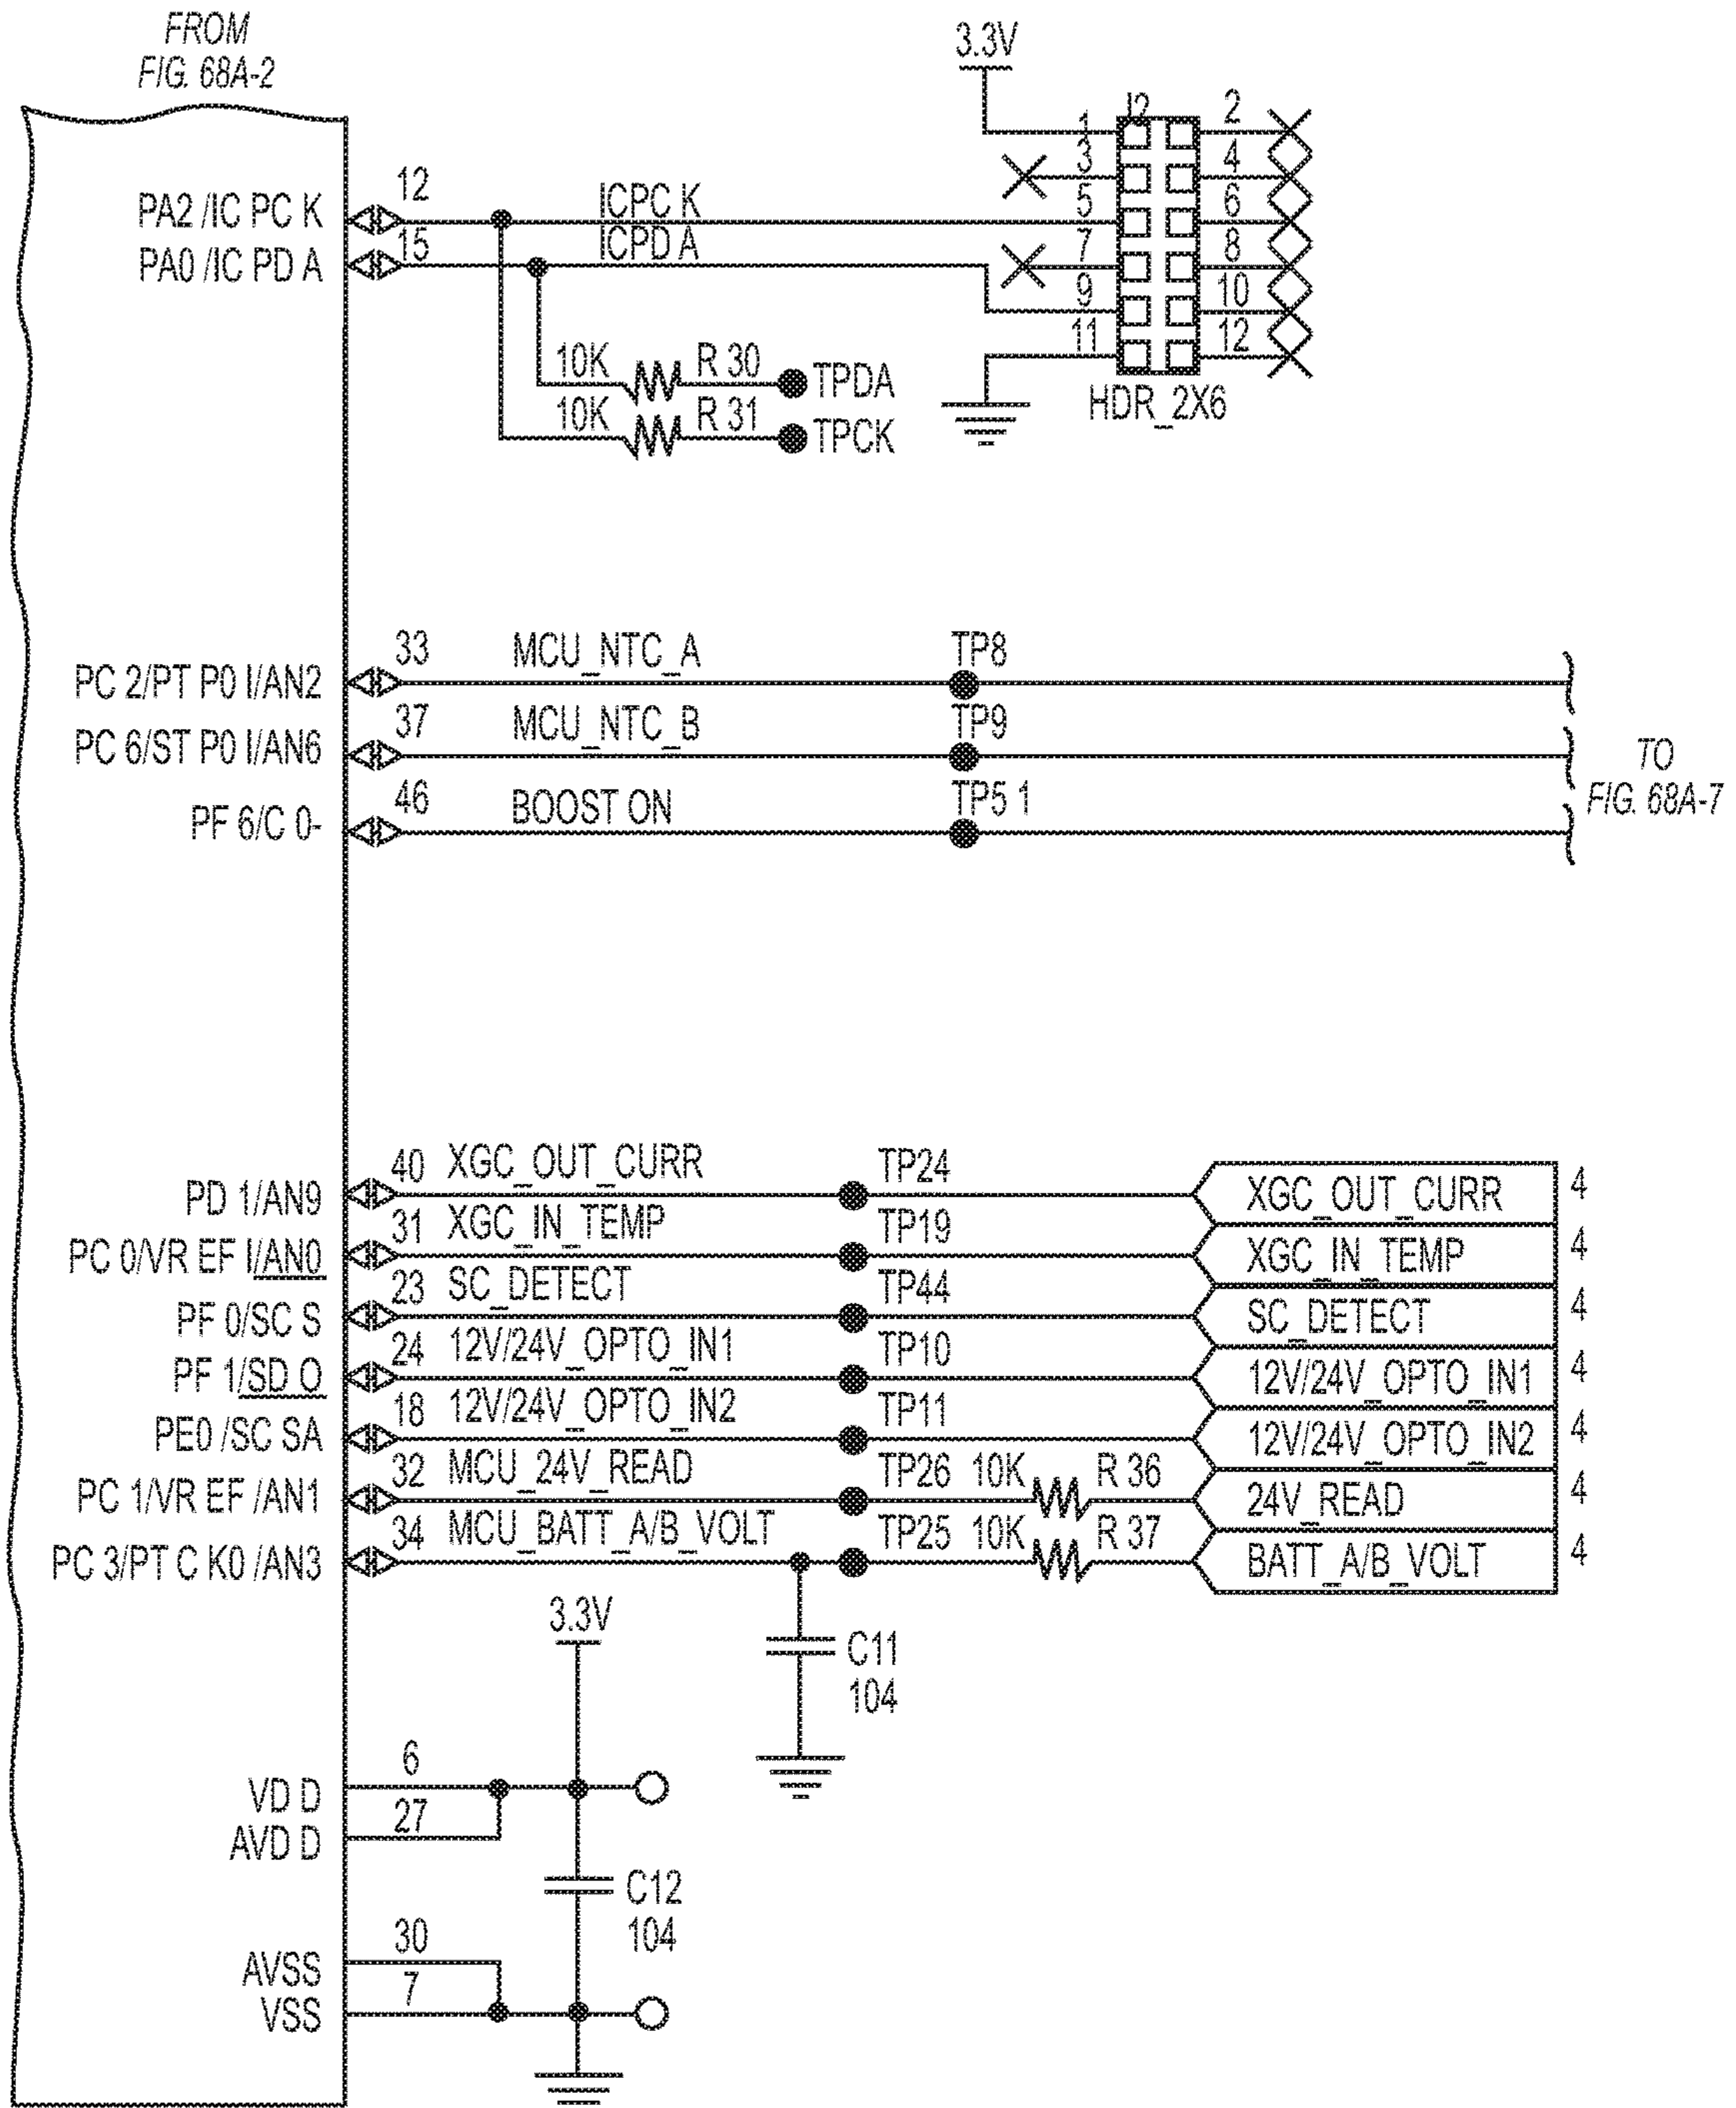 FROM
FIG. 68A-2
3.3V
J2
1
2
3
4
5
6
7
8
9
10
11
12
HDR_2X6
PA2 /IC PC K
12
ICPC K
PA0 /IC PD A
15
ICPD A
10K
R 30
TPDA
10K
R 31
TPCK
PC 2/PT P0 I/AN2
33
MCU_NTC_A
TP8
PC 6/ST P0 I/AN6
37
MCU_NTC_B
TP9
PF 6/C 0-
46
BOOST ON
TP5 1
TO
FIG. 68A-7
PD 1/AN9
40
XGC_OUT_CURR
TP24
XGC_OUT_CURR
4
PC 0/VR EF I/AN0
31
XGC_IN_TEMP
TP19
XGC_IN_TEMP
4
PF 0/SC S
23
SC_DETECT
TP44
SC_DETECT
4
PF 1/SD O
24
12V/24V_OPTO_IN1
TP10
12V/24V_OPTO_IN1
4
PE0 /SC SA
18
12V/24V_OPTO_IN2
TP11
12V/24V_OPTO_IN2
4
PC 1/VR EF /AN1
32
MCU_24V_READ
TP26
10K
R 36
24V_READ
4
PC 3/PT C K0 /AN3
34
MCU_BATT_A/B_VOLT
TP25
10K
R 37
BATT_A/B_VOLT
4
3.3V
C11
104
VD D
6
AVD D
27
C12
104
AVSS
30
VSS
7